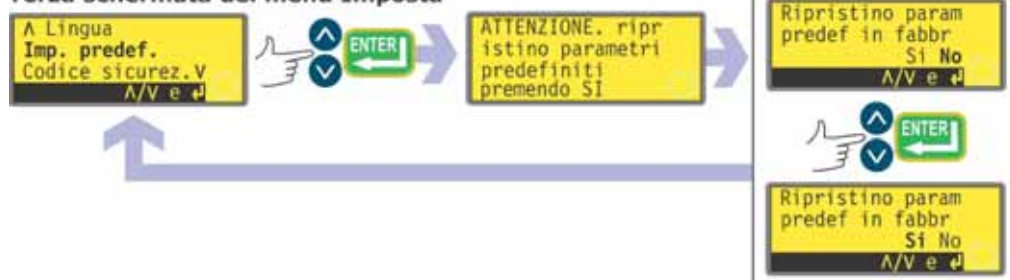 Terza schermata del menu Imposta
Λ Lingua
Imp. predef.
Codice sicurez.V
Λ/V e ↲
ENTER
ATTENZIONE. ripr
istino parametri
predefiniti
premendo SI
Ripristino param
predef in fabbr
Si No
Λ/V e ↲
ENTER
Ripristino param
predef in fabbr
Si No
Λ/V e ↲